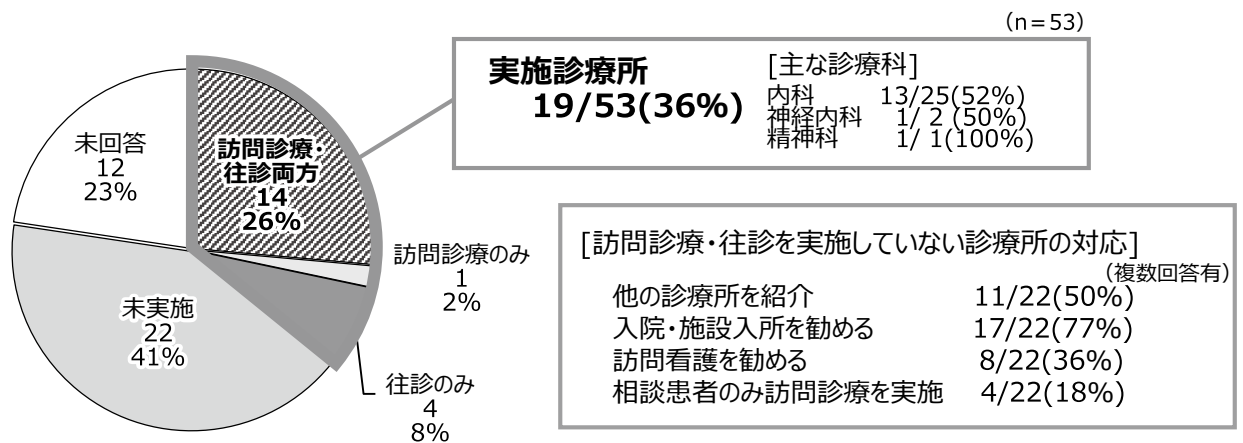 （n＝53）
実施診療所
19/53(36%)
[主な診療科]
内科 13/25(52%)
神経内科 1/ 2 (50%)
精神科 1/ 1(100%)
未回答
12
23%
訪問診療・
往診両方
14
26%
訪問診療のみ
1
2%
未実施
22
41%
往診のみ
4
8%
[訪問診療・往診を実施していない診療所の対応]
（複数回答有）
他の診療所を紹介 11/22(50%)
入院・施設入所を勧める 17/22(77%)
訪問看護を勧める 8/22(36%)
相談患者のみ訪問診療を実施 4/22(18%)